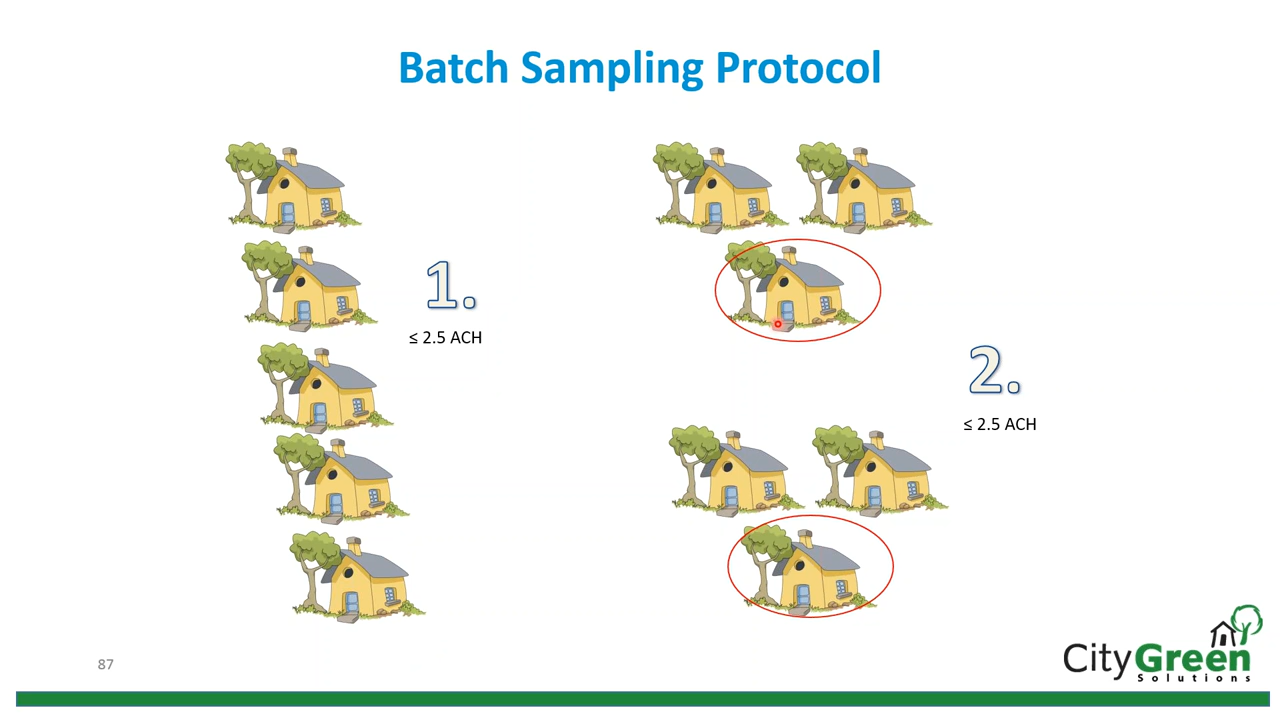 Batch Sampling Protocol
1.
≤ 2.5 ACH
2.
≤ 2.5 ACH
87
CityGreen
Solutions